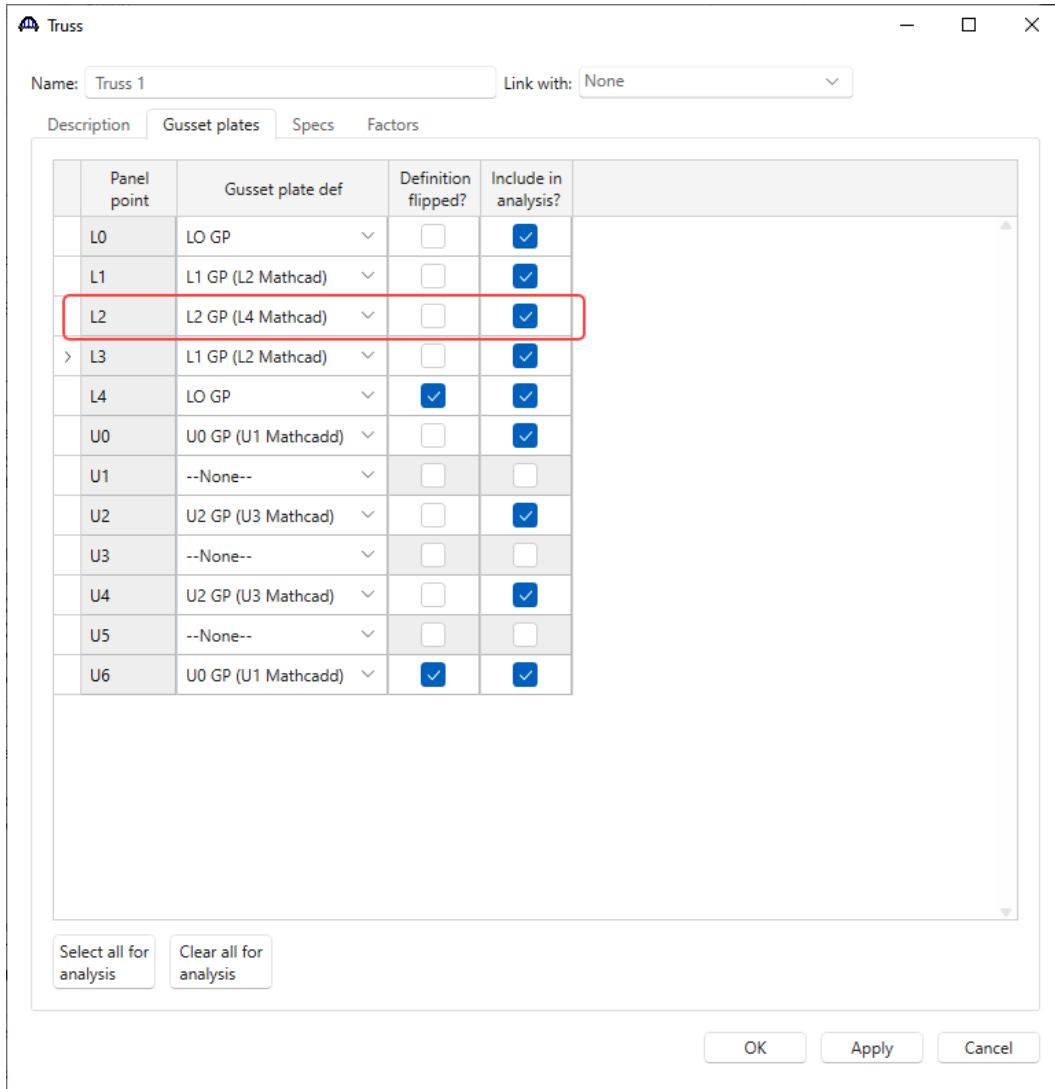 Truss
Name: Truss 1 Link with: None
Description Gusset plates Specs Factors
Panel point Gusset plate def Definition flipped? Include in analysis?
L0 LO GP
L1 L1 GP (L2 Mathcad)
L2 L2 GP (L4 Mathcad)
L3 L1 GP (L2 Mathcad)
L4 LO GP
U0 U0 GP (U1 Mathcadd)
U1 --None--
U2 U2 GP (U3 Mathcad)
U3 --None--
U4 U2 GP (U3 Mathcad)
U5 --None--
U6 U0 GP (U1 Mathcadd)
Select all for analysis Clear all for analysis
OK Apply Cancel